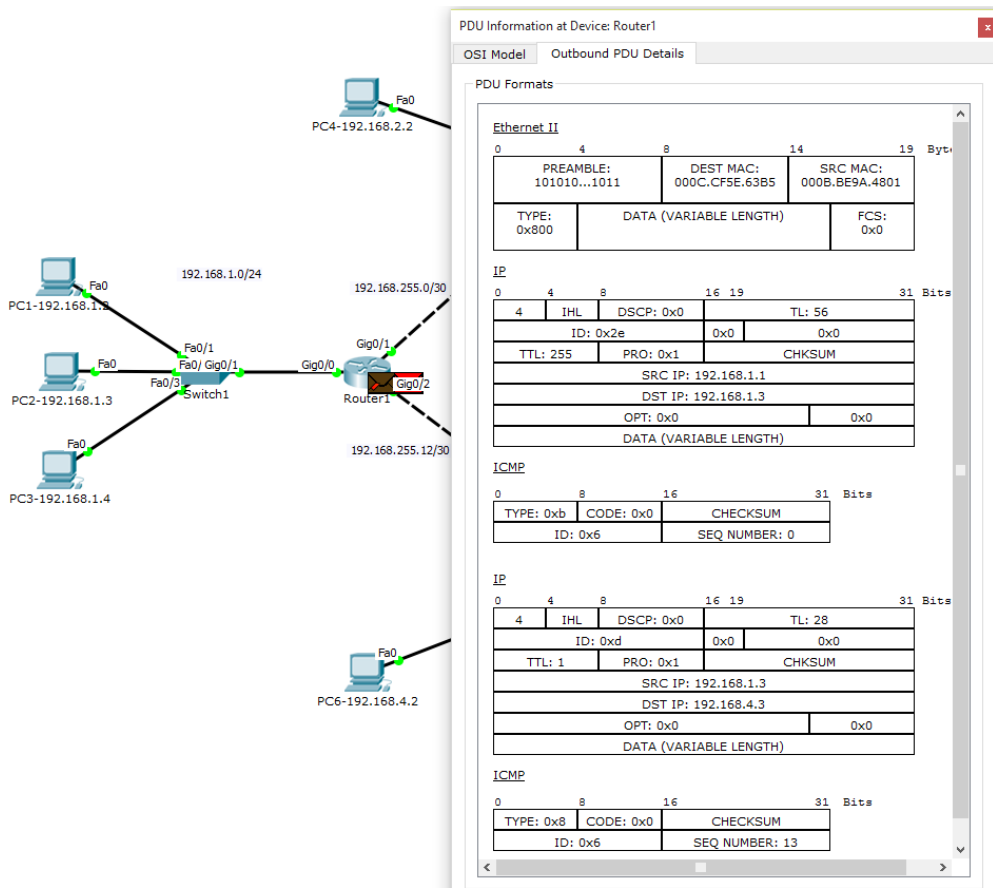 PDU Information at Device: Router1
x
OSI Model
Outbound PDU Details
PDU Formats
Ethernet II
0 4 8 14 19 Byte
PREAMBLE: 101010...1011
DEST MAC: 000C.CF5E.63B5
SRC MAC: 000B.BE9A.4801
TYPE: 0x800
DATA (VARIABLE LENGTH)
FCS: 0x0
IP
0 4 8 16 19 31 Bits
4 IHL DSCP: 0x0 TL: 56
ID: 0x2e 0x0 0x0
TTL: 255 PRO: 0x1 CHKSUM
SRC IP: 192.168.1.1
DST IP: 192.168.1.3
OPT: 0x0 0x0
DATA (VARIABLE LENGTH)
ICMP
0 8 16 31 Bits
TYPE: 0xb CODE: 0x0 CHECKSUM
ID: 0x6 SEQ NUMBER: 0
IP
0 4 8 16 19 31 Bits
4 IHL DSCP: 0x0 TL: 28
ID: 0xd 0x0 0x0
TTL: 1 PRO: 0x1 CHKSUM
SRC IP: 192.168.1.3
DST IP: 192.168.4.3
OPT: 0x0 0x0
DATA (VARIABLE LENGTH)
ICMP
0 8 16 31 Bits
TYPE: 0x8 CODE: 0x0 CHECKSUM
ID: 0x6 SEQ NUMBER: 13
Fa0
PC4-192.168.2.2
192.168.1.0/24
Fa0
PC1-192.168.1.2
192.168.255.0/30
Gig0/1
Fa0/1
Fa0
Fa0/ Gig0/1
Gig0/0
Gig0/2
Fa0/3
Switch1
Router1
PC2-192.168.1.3
Fa0
192.168.255.12/30
PC3-192.168.1.4
Fa0
PC6-192.168.4.2